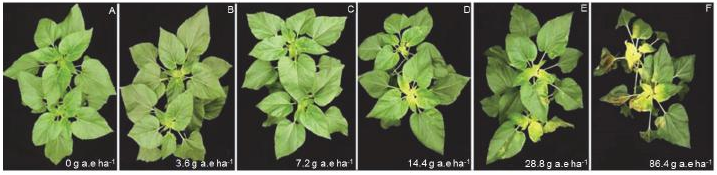 A
B
C
D
E
F
0 g a.e ha-1
3.6 g a.e ha-1
7.2 g a.e ha-1
14.4 g a.e ha-1
28.8 g a.e ha-1
86.4 g a.e ha-1